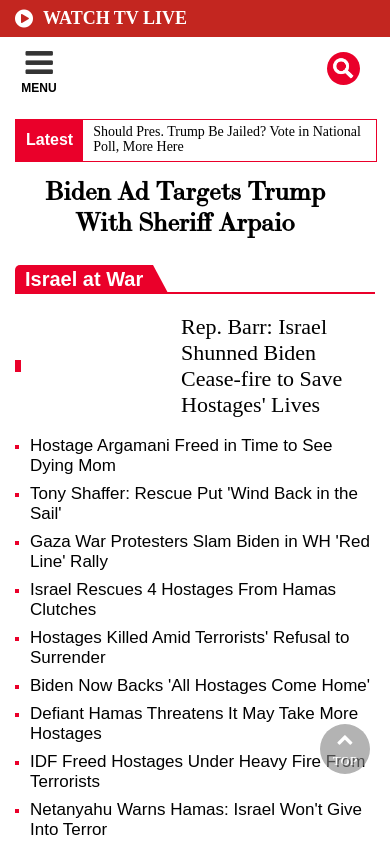 WATCH TV LIVE
MENU
Latest
Should Pres. Trump Be Jailed? Vote in National
Poll, More Here
Biden Ad Targets Trump
With Sheriff Arpaio
Israel at War
Rep. Barr: Israel
Shunned Biden
Cease-fire to Save
Hostages' Lives
Hostage Argamani Freed in Time to See
Dying Mom
Tony Shaffer: Rescue Put 'Wind Back in the
Sail'
Gaza War Protesters Slam Biden in WH 'Red
Line' Rally
Israel Rescues 4 Hostages From Hamas
Clutches
Hostages Killed Amid Terrorists' Refusal to
Surrender
Biden Now Backs 'All Hostages Come Home'
Defiant Hamas Threatens It May Take More
Hostages
IDF Freed Hostages Under Heavy Fire From
Terrorists
TOP
Netanyahu Warns Hamas: Israel Won't Give
Into Terror